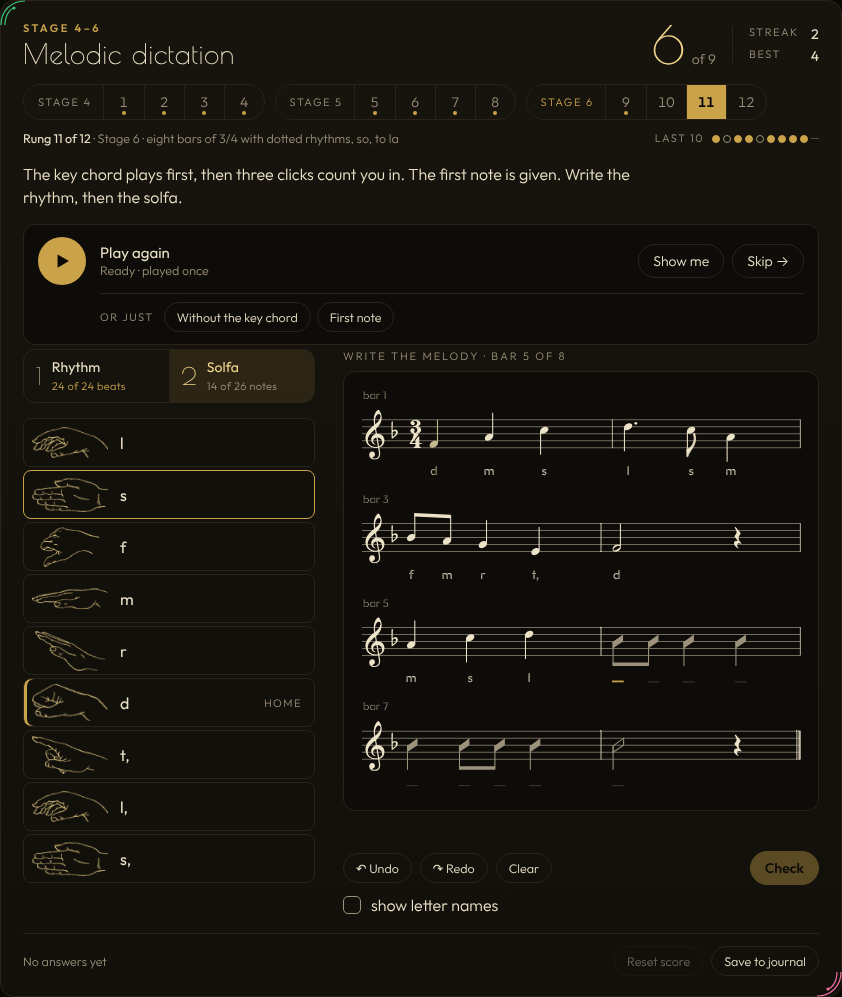 STAGE 4–6
Melodic dictation
6 of 9
STREAK 2
BEST 4
STAGE 4 1 2 3 4 STAGE 5 5 6 7 8 STAGE 6 9 10 11 12
Rung 11 of 12 · Stage 6 · eight bars of 3/4 with dotted rhythms, so, to la
LAST 10
The key chord plays first, then three clicks count you in. The first note is given. Write the
rhythm, then the solfa.
Play again
Ready · played once
Show me Skip →
OR JUST Without the key chord First note
1 Rhythm
24 of 24 beats
2 Solfa
14 of 26 notes
l
s
f
m
r
d HOME
t,
l,
s,
WRITE THE MELODY · BAR 5 OF 8
bar 1
3
4
d m s l s m
bar 3
f m r t, d
bar 5
m s l
bar 7
↶ Undo ↷ Redo Clear Check
show letter names
No answers yet Reset score Save to journal